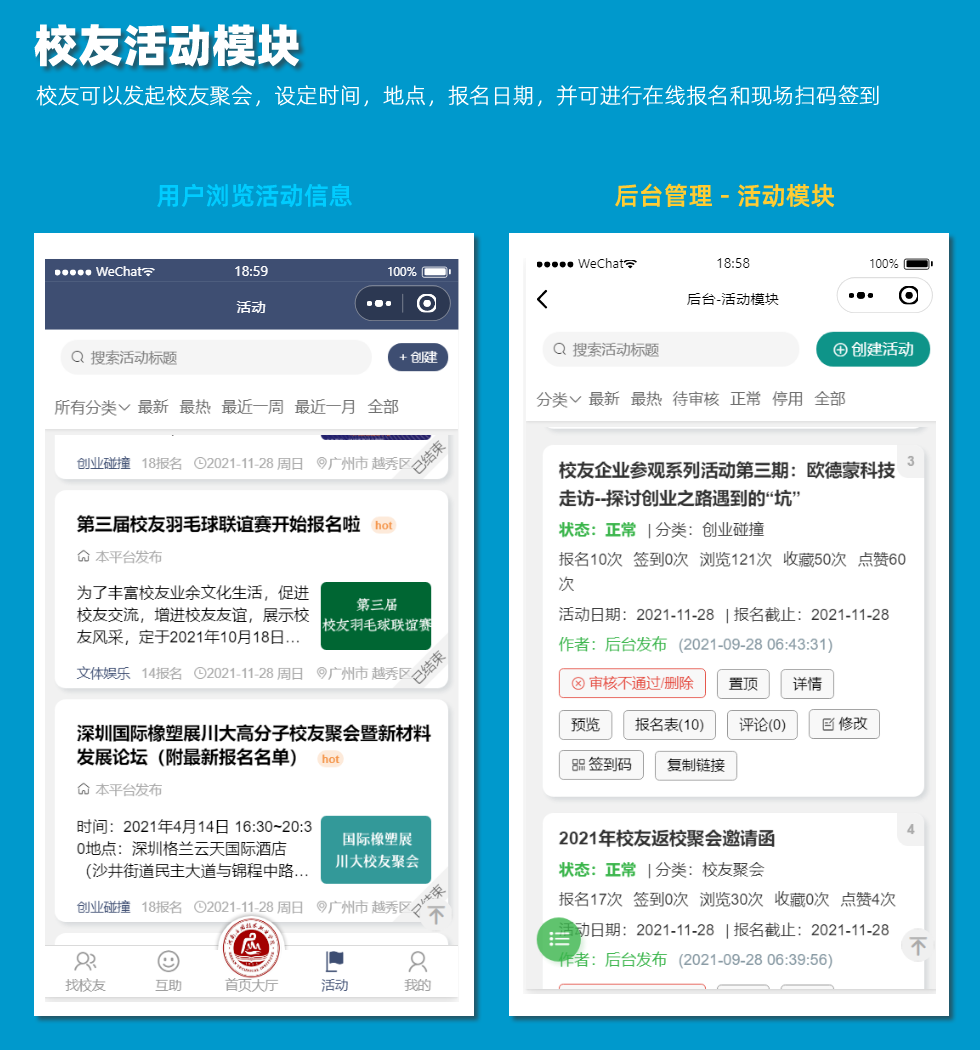 校友活动模块
校友可以发起校友聚会，设定时间，地点，报名日期，并可进行在线报名和现场扫码签到
用户浏览活动信息
WeChat 18:59 100%
活动
搜索活动标题 + 创建
所有分类 最新 最热 最近一周 最近一月 全部
创业碰撞 18报名 2021-11-28 周日 广州市 越秀区
已结束
第三届校友羽毛球联谊赛开始报名啦 hot
本平台发布
为了丰富校友业余文化生活，促进
校友交流，增进校友友谊，展示校
友风采，定于2021年10月18日...
第三届
校友羽毛球联谊赛
文体娱乐 14报名 2021-11-28 周日 广州市 越秀区
已结束
深圳国际橡塑展川大高分子校友聚会暨新材料
发展论坛（附最新报名名单） hot
本平台发布
时间：2021年4月14日 16:30~20:3
0地点：深圳格兰云天国际酒店
（沙井街道民主大道与锦程中路...
国际橡塑展
川大校友聚会
创业碰撞 18报名 2021-11-28 周日 广州市 越秀区
已结束
找校友 互助 首页大厅 活动 我的
后台管理 - 活动模块
WeChat 18:58 100%
后台-活动模块
搜索活动标题 创建活动
分类 最新 最热 待审核 正常 停用 全部
3
校友企业参观系列活动第三期：欧德蒙科技
走访--探讨创业之路遇到的“坑”
状态：正常 | 分类：创业碰撞
报名10次 签到0次 浏览121次 收藏50次 点赞60
次
活动日期：2021-11-28 | 报名截止：2021-11-28
作者：后台发布 (2021-09-28 06:43:31)
审核不通过/删除 置顶 详情
预览 报名表(10) 评论(0) 修改
签到码 复制链接
4
2021年校友返校聚会邀请函
状态：正常 | 分类：校友聚会
报名17次 签到0次 浏览30次 收藏0次 点赞4次
活动日期：2021-11-28 | 报名截止：2021-11-28
作者：后台发布 (2021-09-28 06:39:56)